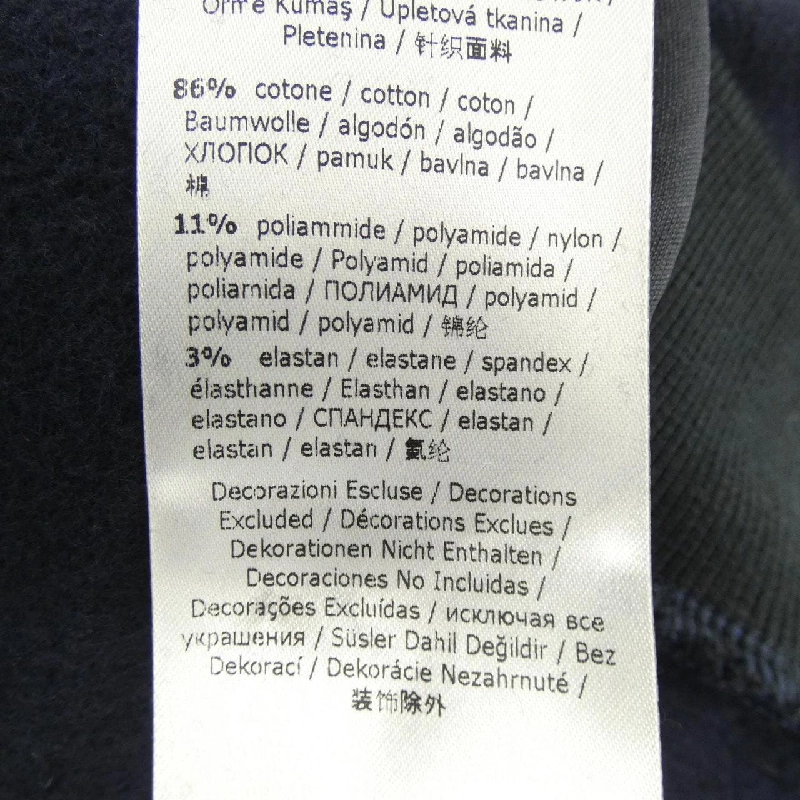 Örme Kumaş / Úpletová tkanina /
Pletenina / 针织面料
86% cotone / cotton / coton /
Baumwolle / algodón / algodão /
ХЛОПОК / pamuk / bavlna / bavlna /
棉
11% poliammide / polyamide / nylon /
polyamide / Polyamid / poliamida /
poliamida / ПОЛИАМИД / polyamid /
polyamid / polyamid / 锦纶
3% elastan / elastane / spandex /
élasthanne / Elasthan / elastano /
elastano / СПАНДЕКС / elastan /
elastan / elastan / 氨纶
Decorazioni Escluse / Decorations
Excluded / Décorations Exclues /
Dekorationen Nicht Enthalten /
Decoraciones No Incluidas /
Decorações Excluídas / исключая все
украшения / Süsler Dahil Değildir / Bez
Dekorací / Dekorácie Nezahrnuté /
装饰除外